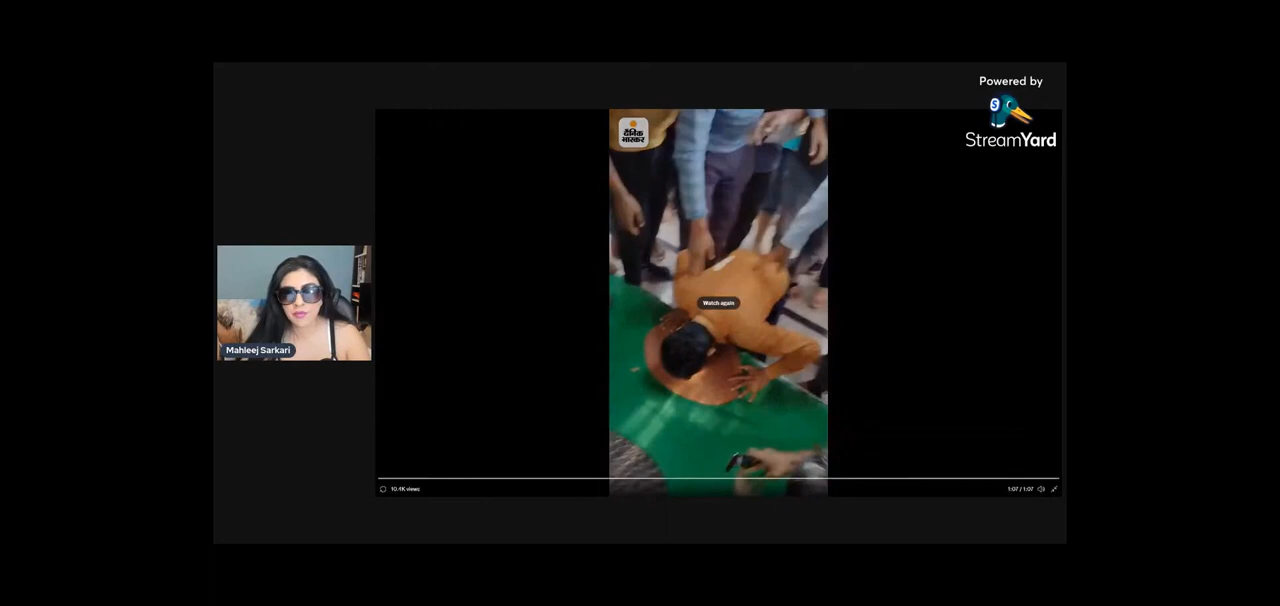 Powered by
S
StreamYard
दैनिक
भास्कर
Watch again
Mahleej Sarkari
10.4K views
1:07 / 1:07